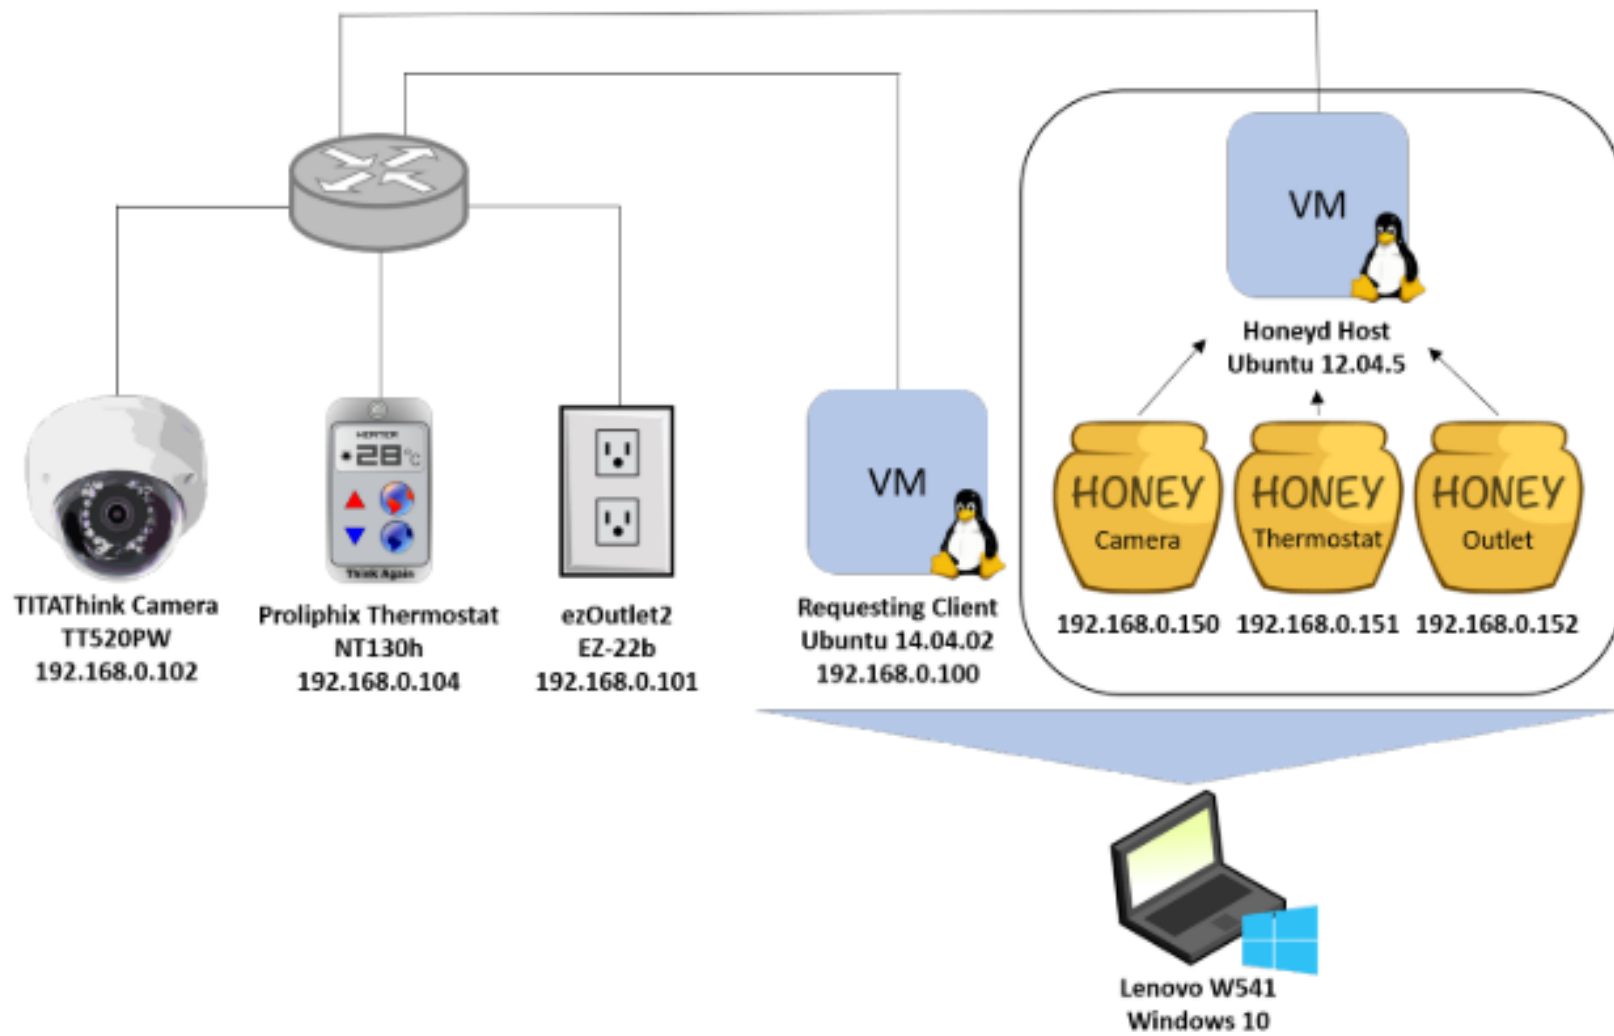 VM
Honeyd Host
Ubuntu 12.04.5
HONEY
Camera
192.168.0.150
HONEY
Thermostat
192.168.0.151
HONEY
Outlet
192.168.0.152
VM
Requesting Client
Ubuntu 14.04.02
192.168.0.100
TITAThink Camera
TT520PW
192.168.0.102
HEATER
28°C
Think Again
Proliphix Thermostat
NT130h
192.168.0.104
ezOutlet2
EZ-22b
192.168.0.101
Lenovo W541
Windows 10